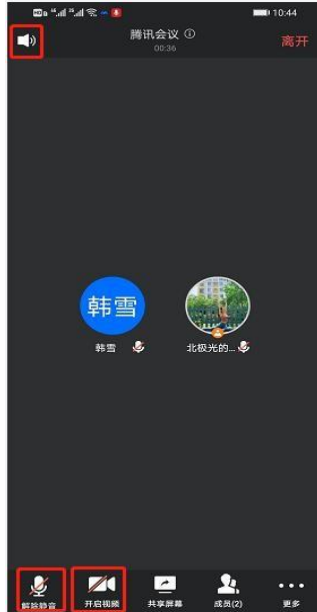 10:44
腾讯会议
00:36
离开
韩雪
韩雪
北极光的...
解除静音
开启视频
共享屏幕
成员(2)
更多